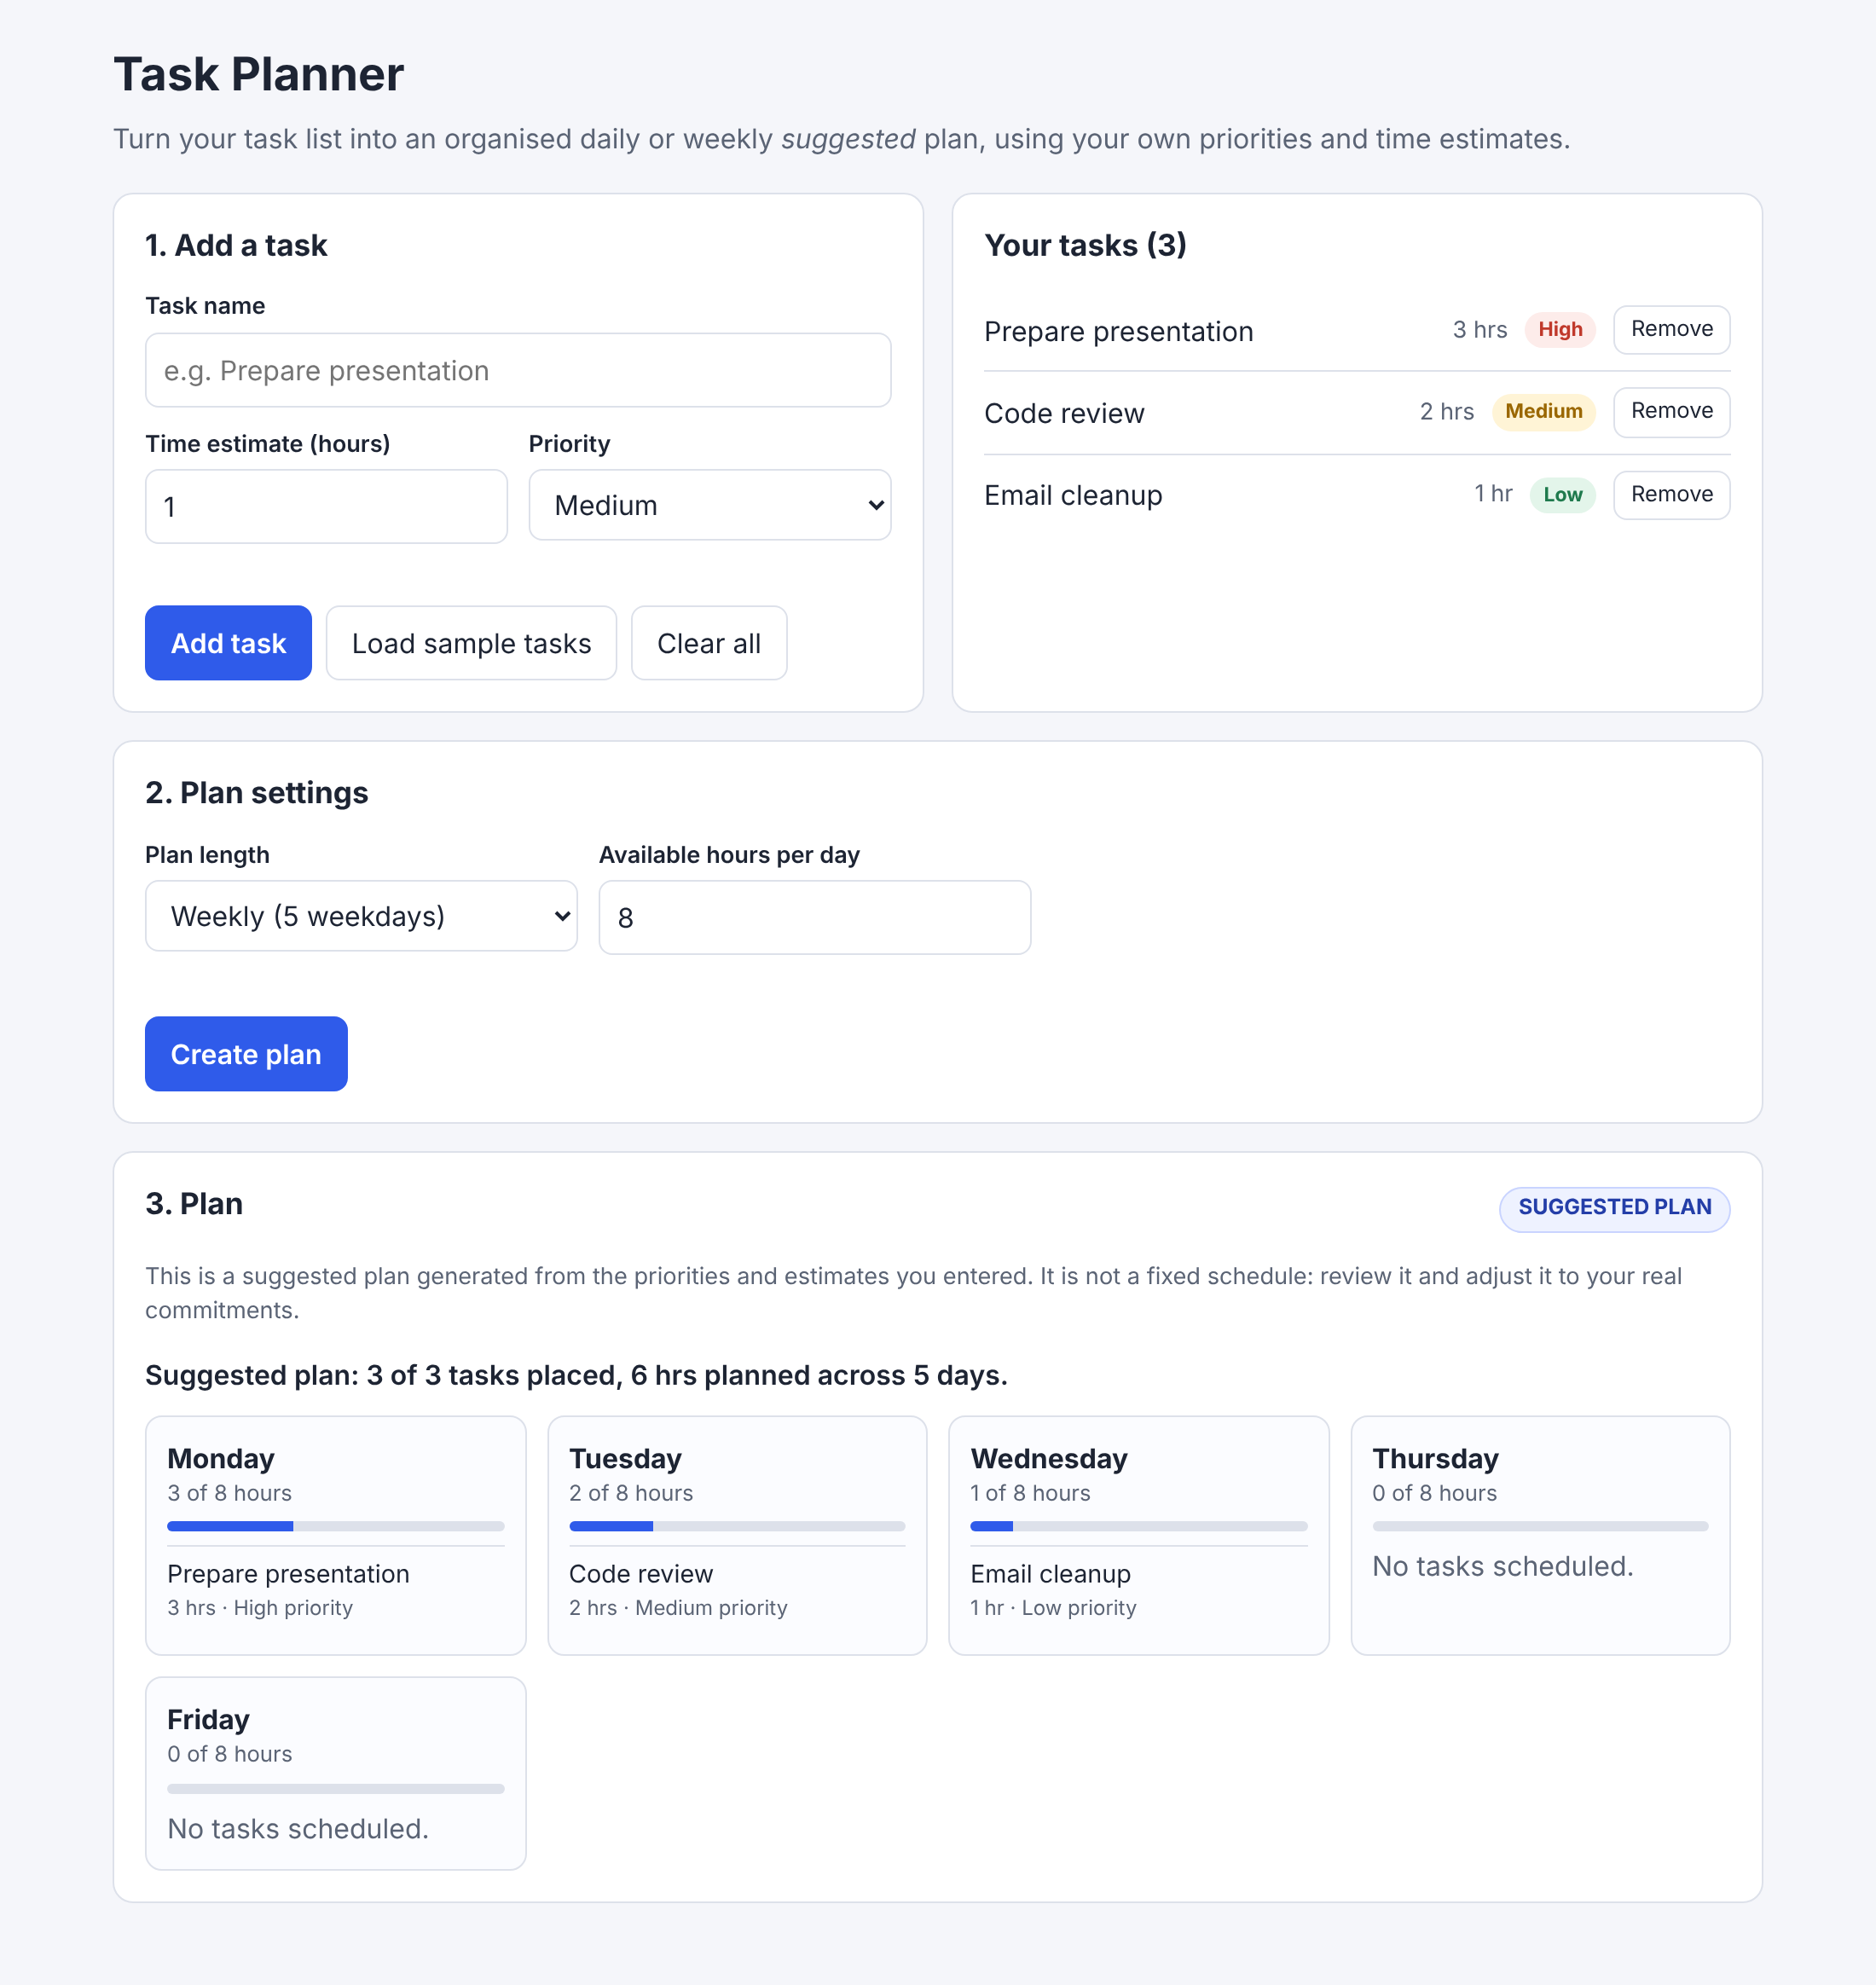 Task Planner
Turn your task list into an organised daily or weekly suggested plan, using your own priorities and time estimates.
1. Add a task
Task name
e.g. Prepare presentation
Time estimate (hours)
Priority
1
Medium
Add task
Load sample tasks
Clear all
Your tasks (3)
Prepare presentation 3 hrs High Remove
Code review 2 hrs Medium Remove
Email cleanup 1 hr Low Remove
2. Plan settings
Plan length
Available hours per day
Weekly (5 weekdays)
8
Create plan
3. Plan
SUGGESTED PLAN
This is a suggested plan generated from the priorities and estimates you entered. It is not a fixed schedule: review it and adjust it to your real
commitments.
Suggested plan: 3 of 3 tasks placed, 6 hrs planned across 5 days.
Monday
3 of 8 hours
Prepare presentation
3 hrs · High priority
Tuesday
2 of 8 hours
Code review
2 hrs · Medium priority
Wednesday
1 of 8 hours
Email cleanup
1 hr · Low priority
Thursday
0 of 8 hours
No tasks scheduled.
Friday
0 of 8 hours
No tasks scheduled.